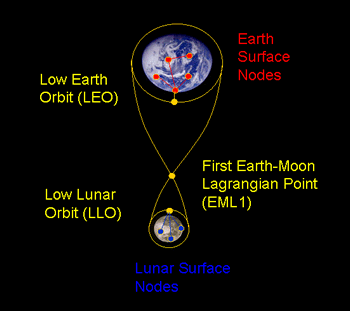 Earth
Surface
Nodes
Low Earth
Orbit (LEO)
First Earth-Moon
Lagrangian Point
(EML1)
Low Lunar
Orbit (LLO)
Lunar Surface
Nodes